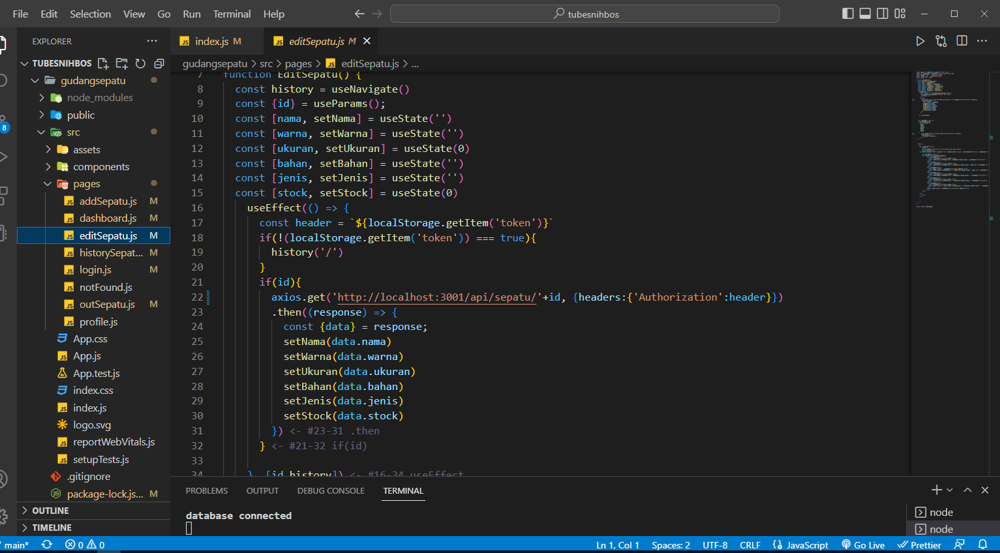 File Edit Selection View Go Run Terminal Help
tubesnihbos
EXPLORER
index.js M
editSepatu.js M
TUBESNIHBOS
gudangsepatu > src > pages > editSepatu.js > ...
gudangsepatu
node_modules
public
src
assets
components
pages
addSepatu.js M
dashboard.js M
editSepatu.js M
historySepat... M
login.js M
notFound.js
outSepatu.js M
profile.js
App.css
App.js
App.test.js
index.css
index.js
logo.svg
reportWebVitals.js
setupTests.js
.gitignore
package-lock.js... M
OUTLINE
TIMELINE
8
7 function EditSepatu() {
8 const history = useNavigate()
9 const {id} = useParams();
10 const [nama, setNama] = useState('')
11 const [warna, setWarna] = useState('')
12 const [ukuran, setUkuran] = useState(0)
13 const [bahan, setBahan] = useState('')
14 const [jenis, setJenis] = useState('')
15 const [stock, setStock] = useState(0)
16 useEffect(() => {
17 const header = `${localStorage.getItem('token')}`
18 if(!(localStorage.getItem('token')) === true){
19 history('/')
20 }
21 if(id){
22 axios.get('http://localhost:3001/api/sepatu/'+id, {headers:{'Authorization':header}})
23 .then((response) => {
24 const {data} = response;
25 setNama(data.nama)
26 setWarna(data.warna)
27 setUkuran(data.ukuran)
28 setBahan(data.bahan)
29 setJenis(data.jenis)
30 setStock(data.stock)
31 }) <- #23-31 .then
32 } <- #21-32 if(id)
33
34 }, [id,history]) <- #16-34 useEffect
PROBLEMS OUTPUT DEBUG CONSOLE TERMINAL
database connected
node
node
main* 0 0 Ln 1, Col 1 Spaces: 2 UTF-8 CRLF JavaScript Go Live Prettier